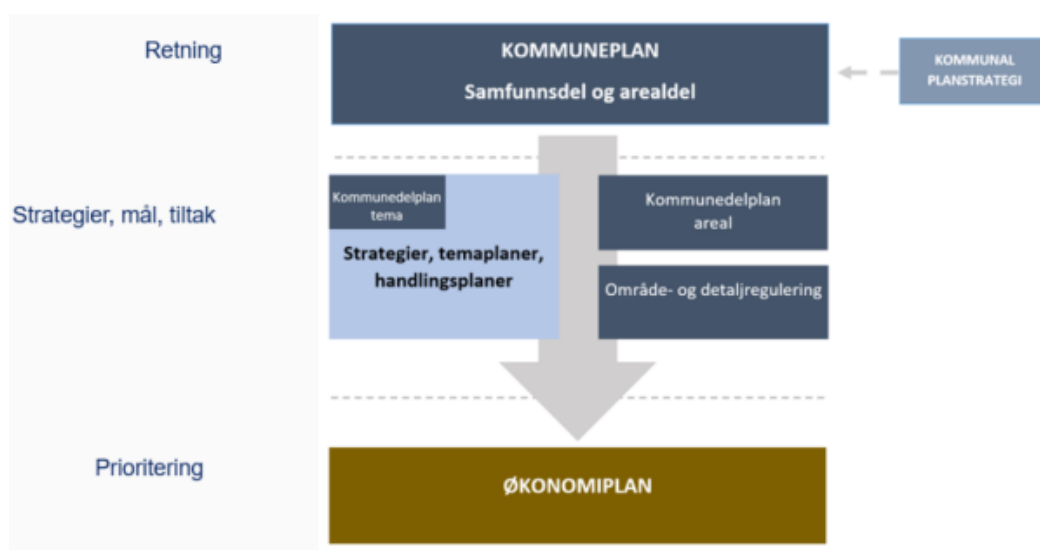 Retning
KOMMUNEPLAN
Samfunnsdel og arealdel
KOMMUNAL
PLANSTRATEGI
Strategier, mål, tiltak
Kommunedelplan
tema
Strategier, temaplaner,
handlingsplaner
Kommunedelplan
areal
Område- og detaljregulering
Prioritering
ØKONOMIPLAN